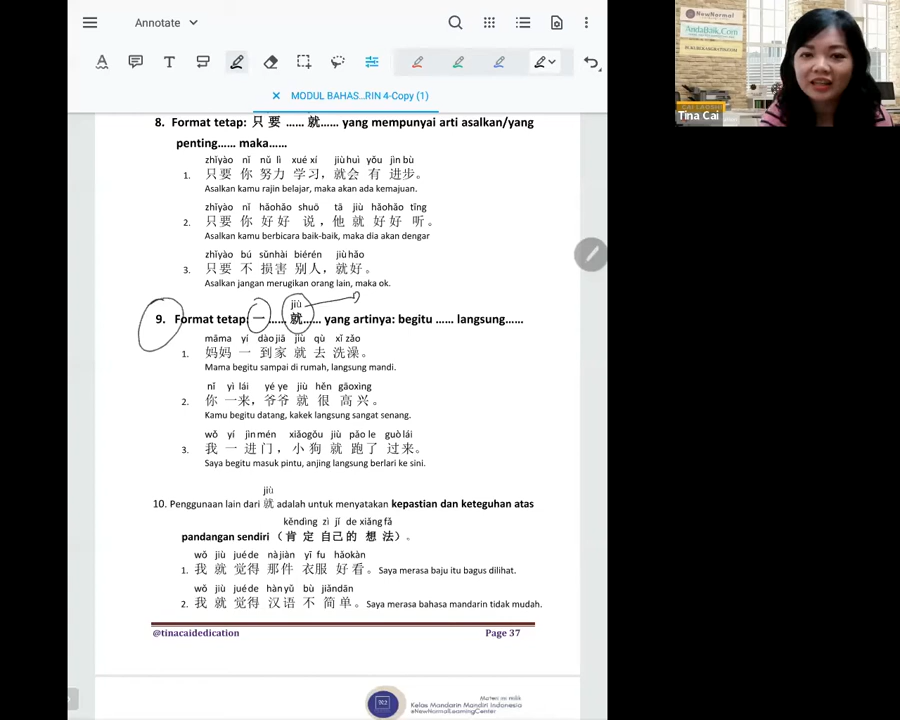 Annotate
MODUL BAHAS...RIN 4-Copy (1)
NewNormal
AndaBaik.Com
Tina Cai
8. Format tetap: 只 要 …… 就…… yang mempunyai arti asalkan/yang
penting…… maka……
zhǐyào nǐ nǔ lì xué xí jiùhuì yǒu jìn bù
1. 只要 你 努力 学习，就会 有 进步。
Asalkan kamu rajin belajar, maka akan ada kemajuan.
zhǐyào nǐ hǎohǎo shuō tā jiù hǎohǎo tīng
2. 只要 你 好好 说，他 就 好好 听。
Asalkan kamu berbicara baik-baik, maka dia akan dengar
zhǐyào bú sǔnhài biérén jiùhǎo
3. 只要 不 损害 别人，就好。
Asalkan jangan merugikan orang lain, maka ok.
jiù
9. Format tetap: 一 …… 就…… yang artinya: begitu …… langsung……
māma yí dàojiā jiù qù xǐ zǎo
1. 妈妈 一 到家 就 去 洗澡。
Mama begitu sampai di rumah, langsung mandi.
nǐ yì lái yé ye jiù hěn gāoxìng
2. 你 一来，爷爷 就 很 高 兴。
Kamu begitu datang, kakek langsung sangat senang.
wǒ yí jìn mén xiǎogǒu jiù pǎo le guò lái
3. 我 一 进门，小狗 就 跑了 过来。
Saya begitu masuk pintu, anjing langsung berlari ke sini.
jiù
10. Penggunaan lain dari 就 adalah untuk menyatakan kepastian dan keteguhan atas
kěndìng zì jǐ de xiǎng fǎ
pandangan sendiri（肯 定 自己的 想 法）。
wǒ jiù juéde nàjiàn yī fu hǎokàn
1. 我 就 觉得 那件 衣服 好看。Saya merasa baju itu bagus dilihat.
wǒ jiù juéde hànyǔ bù jiǎndān
2. 我 就 觉得 汉语 不 简单。Saya merasa bahasa mandarin tidak mudah.
@tinacaidedication Page 37
Materi ini milik
Kelas Mandarin Mandiri Indonesia
@NewNormalLearningCenter